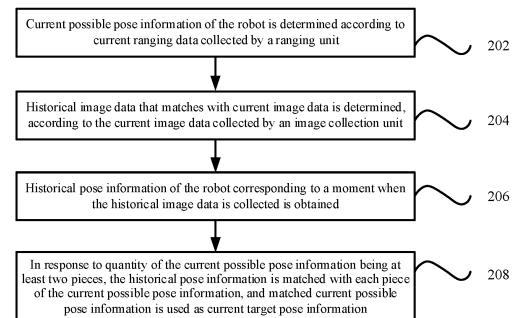 Current possible pose information of the robot is determined according to
current ranging data collected by a ranging unit
202
Historical image data that matches with current image data is determined,
according to the current image data collected by an image collection unit
204
Historical pose information of the robot corresponding to a moment when
the historical image data is collected is obtained
206
In response to quantity of the current possible pose information being at
least two pieces, the historical pose information is matched with each piece
of the current possible pose information, and matched current possible
pose information is used as current target pose information
208